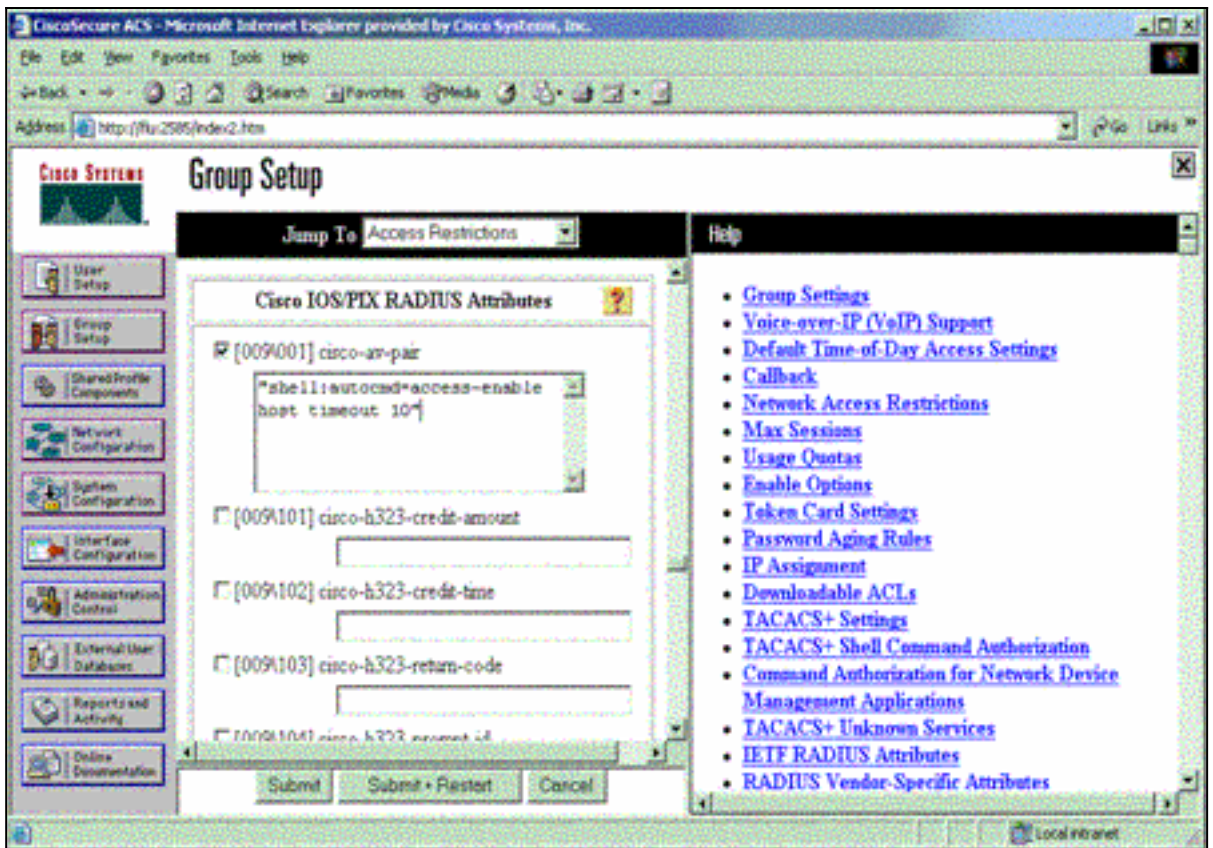 CiscoSecure ACS - Microsoft Internet Explorer provided by Cisco Systems, Inc.
File Edit View Favorites Tools Help
Back Search Favorites Media
Address http://flu:2585/index2.htm Go Links »
CISCO SYSTEMS
Group Setup
Jump To Access Restrictions
User Setup
Group Setup
Shared Profile Components
Network Configuration
System Configuration
Interface Configuration
Administration Control
External User Databases
Reports and Activity
Online Documentation
Cisco IOS/PIX RADIUS Attributes ?
[009\001] cisco-av-pair
"shell:autocmd=access-enable
host timeout 10"
[009\101] cisco-h323-credit-amount
[009\102] cisco-h323-credit-time
[009\103] cisco-h323-return-code
[009\104] cisco-h323-prompt-id
Submit Submit + Restart Cancel
Help
Group Settings
Voice-over-IP (VoIP) Support
Default Time-of-Day Access Settings
Callback
Network Access Restrictions
Max Sessions
Usage Quotas
Enable Options
Token Card Settings
Password Aging Rules
IP Assignment
Downloadable ACLs
TACACS+ Settings
TACACS+ Shell Command Authorization
Command Authorization for Network Device
Management Applications
TACACS+ Unknown Services
IETF RADIUS Attributes
RADIUS Vendor-Specific Attributes
Local intranet